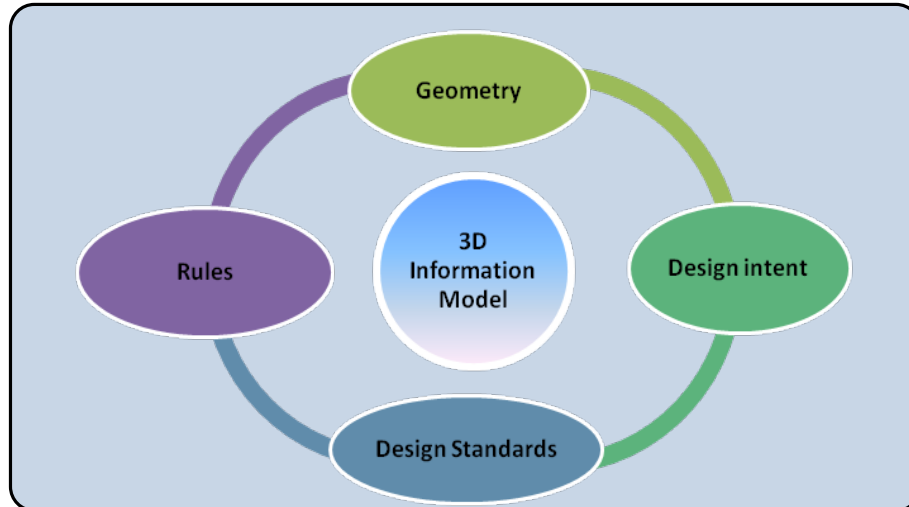 Geometry
Rules
3D
Information
Model
Design intent
Design Standards